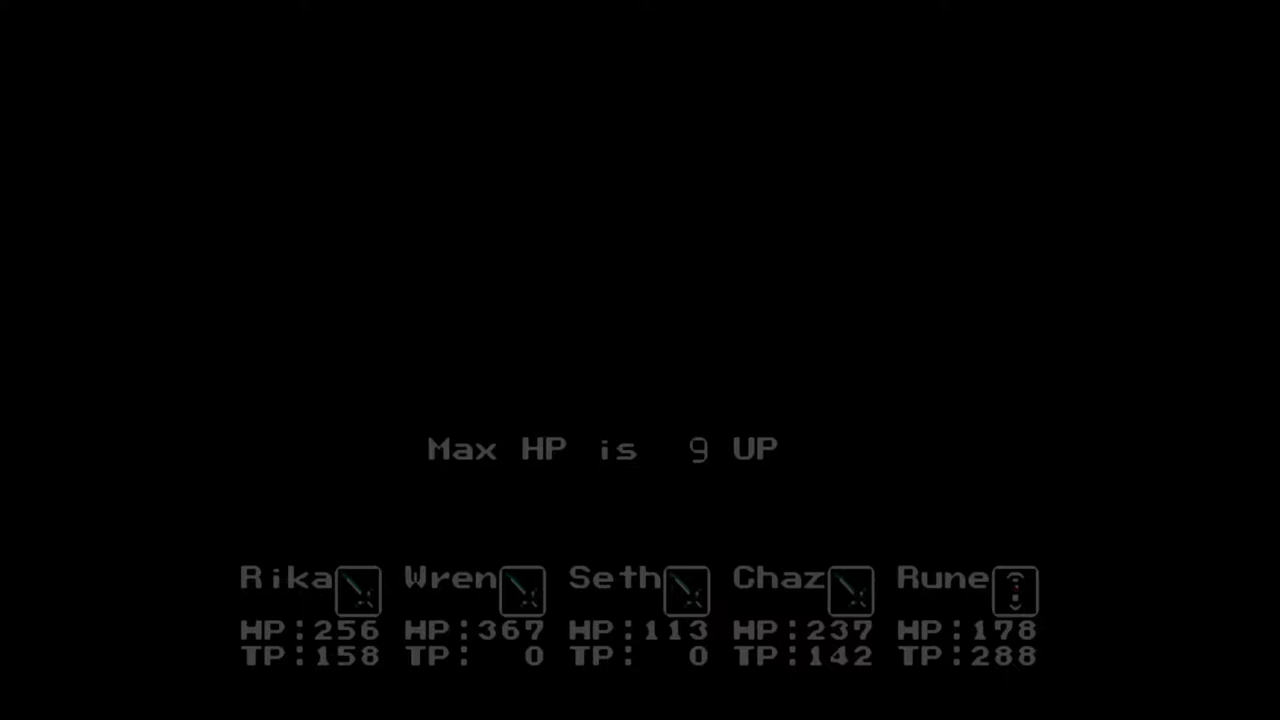 Max HP is 9 UP
Rika Wren Seth Chaz Rune
HP:256 HP:367 HP:113 HP:237 HP:178
TP:158 TP: 0 TP: 0 TP:142 TP:288